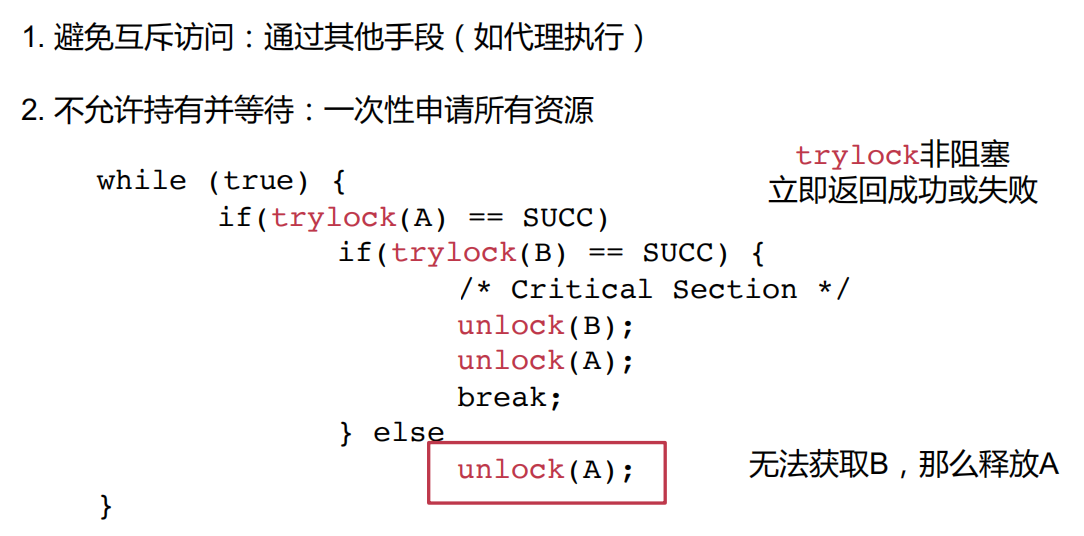 1. 避免互斥访问：通过其他手段（如代理执行）
2. 不允许持有并等待：一次性申请所有资源
trylock非阻塞
立即返回成功或失败
while (true) {
if(trylock(A) == SUCC)
if(trylock(B) == SUCC) {
/* Critical Section */
unlock(B);
unlock(A);
break;
} else
unlock(A);
无法获取B，那么释放A
}